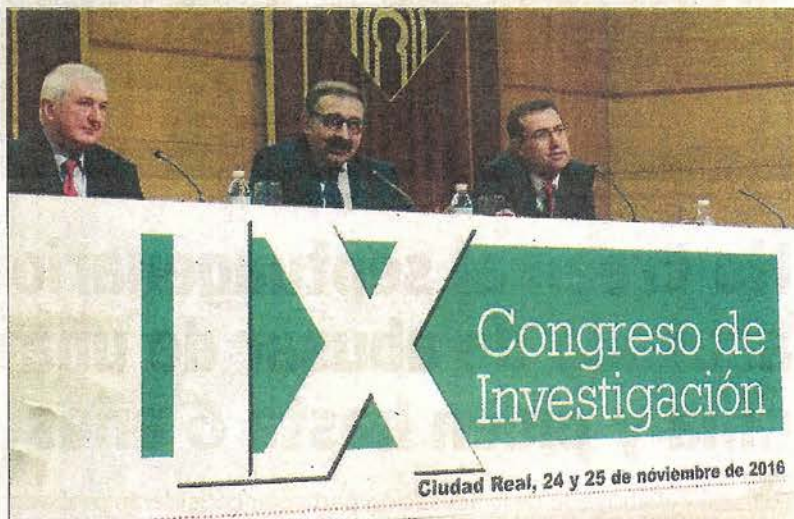 IX
Congreso de
Investigación
Ciudad Real, 24 y 25 de noviembre de 2016